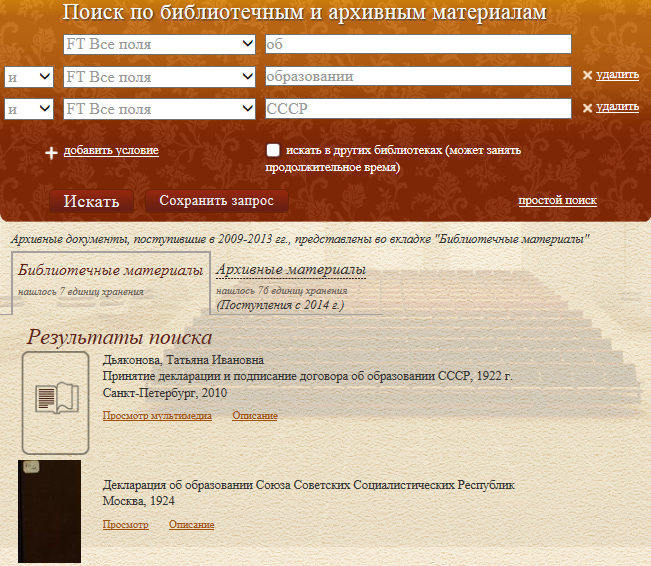 Поиск по библиотечным и архивным материалам
FT Все поля об
и FT Все поля образовании удалить
и FT Все поля СССР удалить
добавить условие искать в других библиотеках (может занять
продолжительное время)
Искать Сохранить запрос простой поиск
Архивные документы, поступившие в 2009-2013 гг., представлены во вкладке "Библиотечные материалы"
Библиотечные материалы
нашлось 7 единиц хранвния
Архивные материалы
нашлось 76 единиц хранвния
(Поступления с 2014 г.)
Результаты поиска
Дьяконова, Татьяна Ивановна
Принятие декларации и подписание договора об образовании СССР, 1922 г.
Санкт-Петербург, 2010
Просмотр мультимедиа Описание
Декларация об образовании Союза Советских Социалистических Республик
Москва, 1924
Просмотр Описание